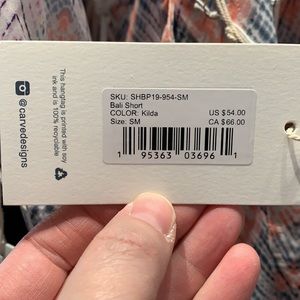 SKU: SHBP19-954-SM
Bali Short
COLOR: Kilda US $54.00
Size: SM CA $66.00
1 95363 03696 1
@carvedesigns
This hangtag is printed with soy
ink and is 100% recyclable